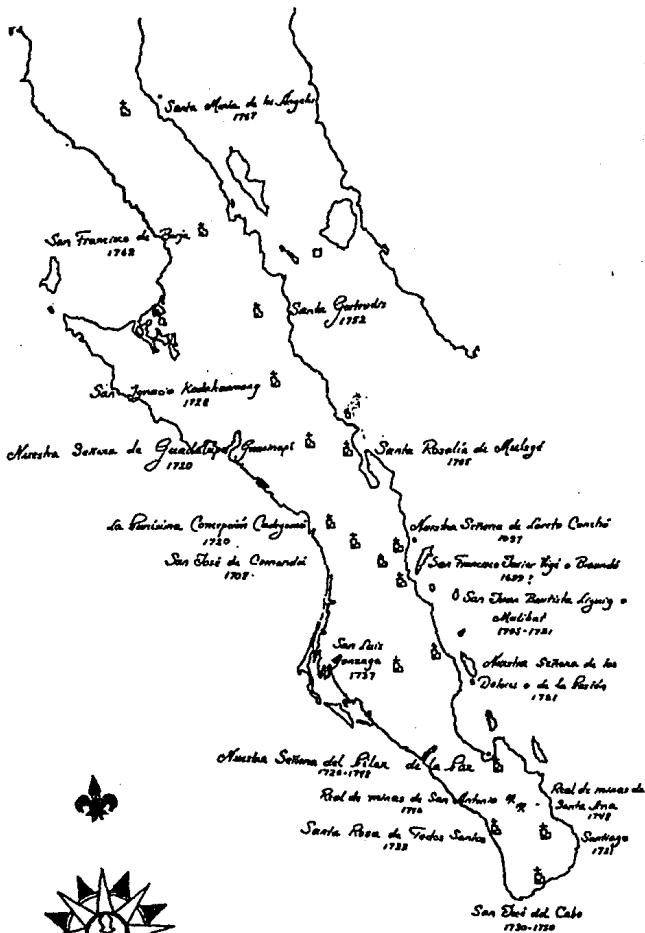 Santa María de los Ángeles
1767
San Francisco de Borja
1762
Santa Gertrudis
1752
San Ignacio Kadakaamang
1728
Nuestra Señora de Guadalupe Guasinapí
1720
Santa Rosalía de Mulegé
1705
La Purísima Concepción Cadegomó
1720
Nuestra Señora de Loreto Conchó
1697
San José de Comondú
1708
San Francisco Javier Vigé o Biaundó
1699
San Juan Bautista Liguig o
Malibat
1705-1721
San Luis
Gonzaga
1737
Nuestra Señora de los
Dolores o de la Pasión
1721
Nuestra Señora del Pilar de la Paz
1720-1748
Real de minas de San Antonio
Real de minas de
Santa Ana
1748
Santa Rosa de Todos Santos
1733
Santiago
1721
San José del Cabo
1730-1750